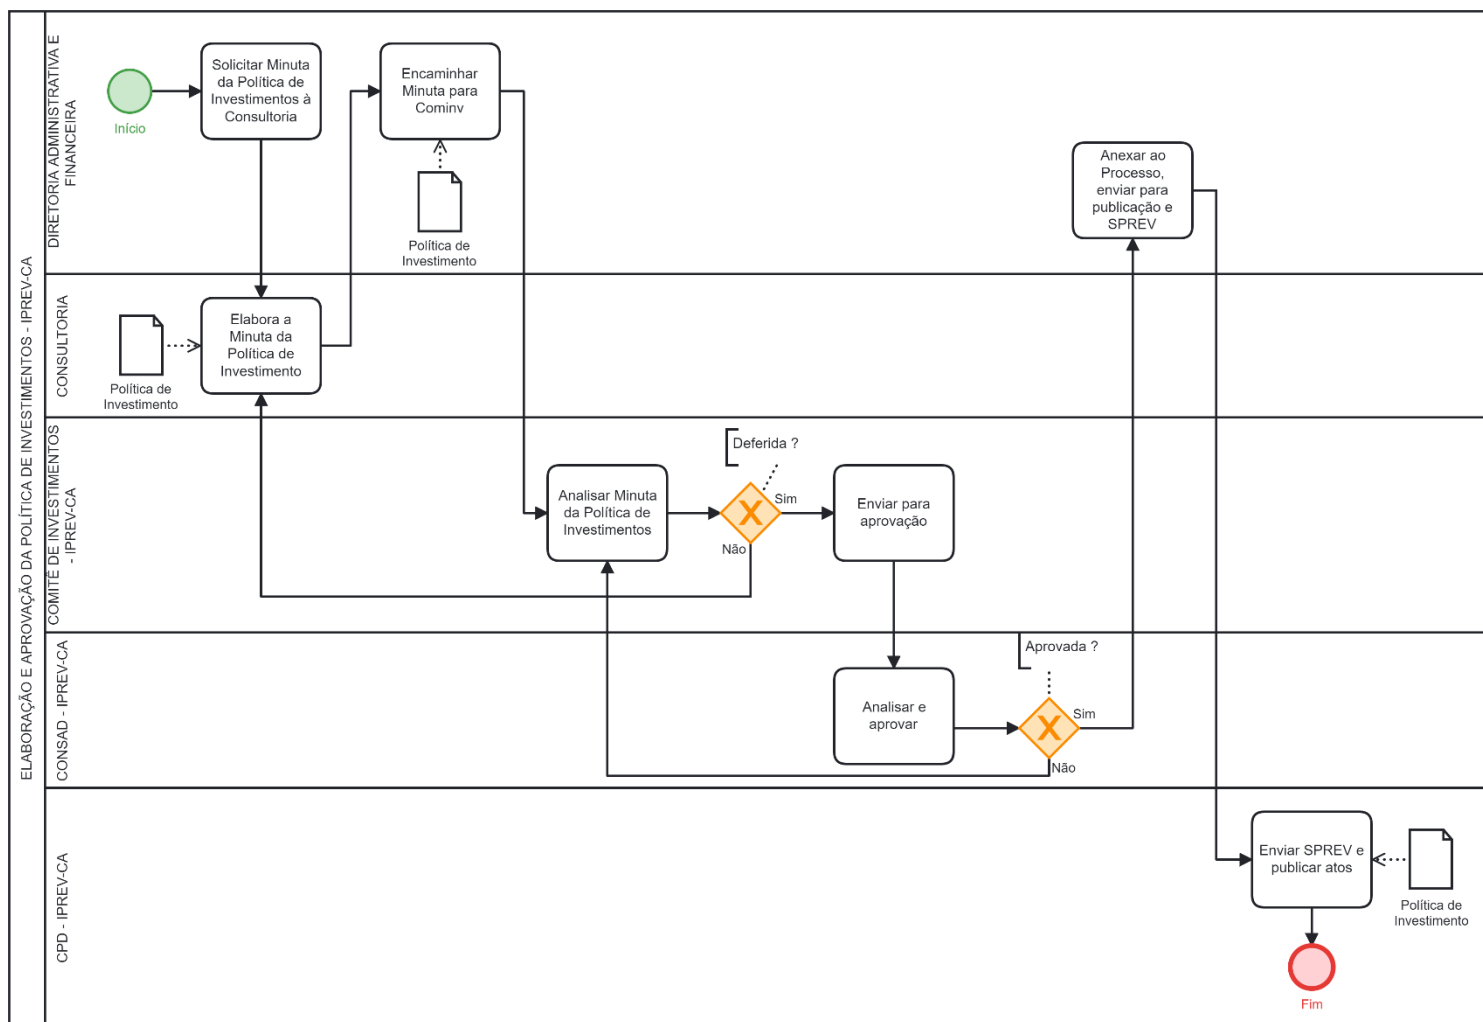 ELABORAÇÃO E APROVAÇÃO DA POLÍTICA DE INVESTIMENTOS - IPREV-CA
DIRETORIA ADMINISTRATIVA E
FINANCEIRA
Início
Solicitar Minuta
da Política de
Investimentos à
Consultoria
Encaminhar
Minuta para
Cominv
Política de
Investimento
Anexar ao
Processo,
enviar para
publicação e
SPREV
CONSULTORIA
Política de
Investimento
Elabora a
Minuta da
Política de
Investimento
COMITÊ DE INVESTIMENTOS
- IPREV-CA
Analisar Minuta
da Política de
Investimentos
Deferida ?
Sim
Não
Enviar para
aprovação
CONSAD - IPREV-CA
Analisar e
aprovar
Aprovada ?
Sim
Não
CPD - IPREV-CA
Enviar SPREV e
publicar atos
Política de
Investimento
Fim